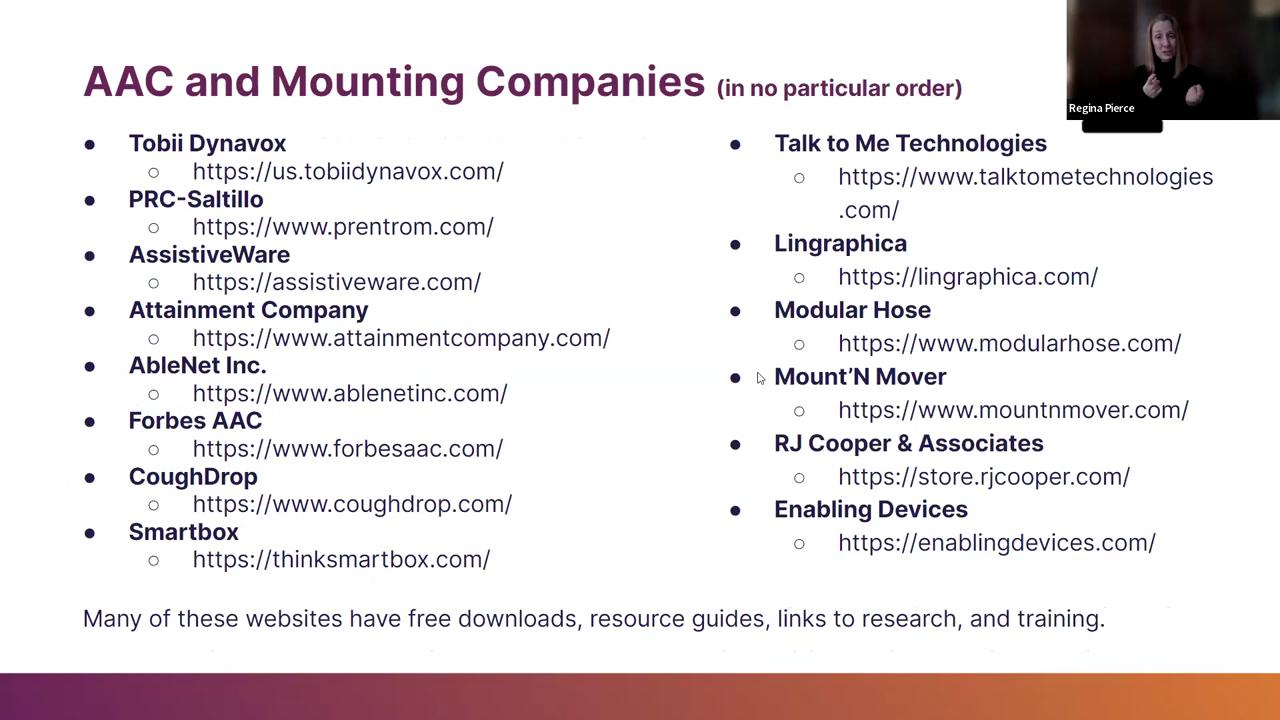 AAC and Mounting Companies (in no particular order)
Regina Pierce
● Tobii Dynavox
○ https://us.tobiidynavox.com/
● PRC-Saltillo
○ https://www.prentrom.com/
● AssistiveWare
○ https://assistiveware.com/
● Attainment Company
○ https://www.attainmentcompany.com/
● AbleNet Inc.
○ https://www.ablenetinc.com/
● Forbes AAC
○ https://www.forbesaac.com/
● CoughDrop
○ https://www.coughdrop.com/
● Smartbox
○ https://thinksmartbox.com/
● Talk to Me Technologies
○ https://www.talktometechnologies
.com/
● Lingraphica
○ https://lingraphica.com/
● Modular Hose
○ https://www.modularhose.com/
● Mount’N Mover
○ https://www.mountnmover.com/
● RJ Cooper & Associates
○ https://store.rjcooper.com/
● Enabling Devices
○ https://enablingdevices.com/
Many of these websites have free downloads, resource guides, links to research, and training.